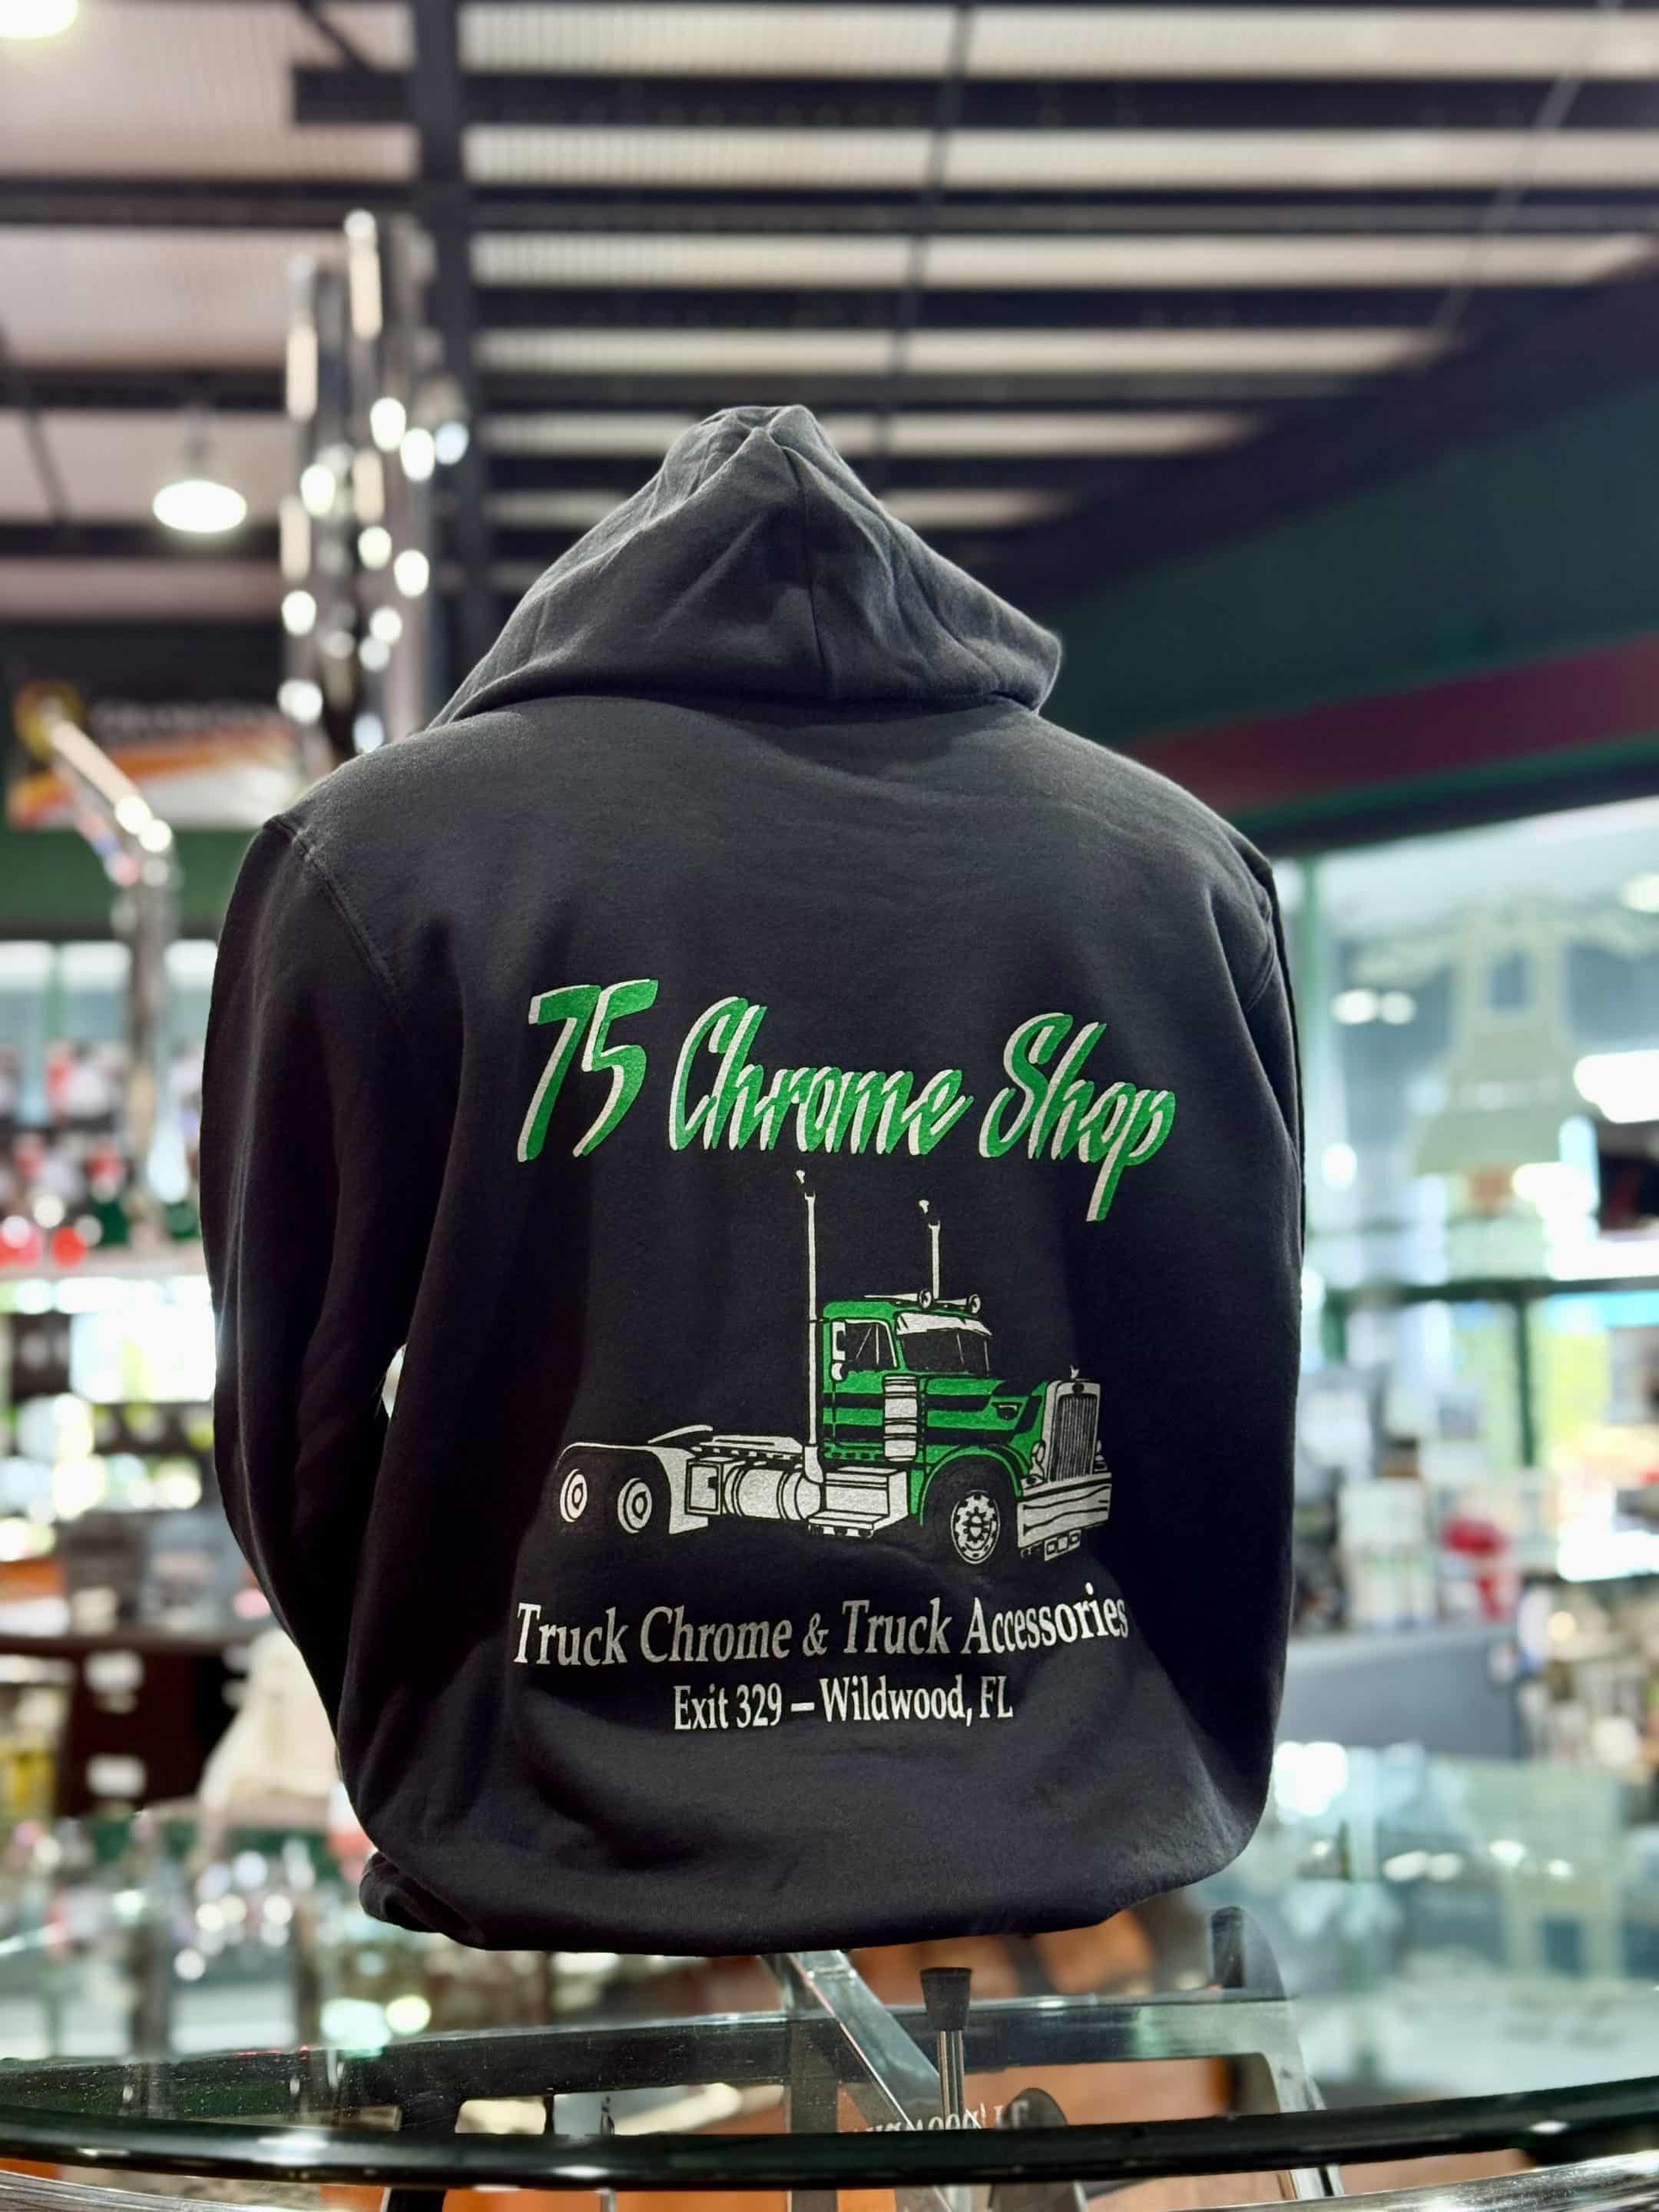 75 Chrome Shop
Truck Chrome & Truck Accessories
Exit 329 – Wildwood, FL